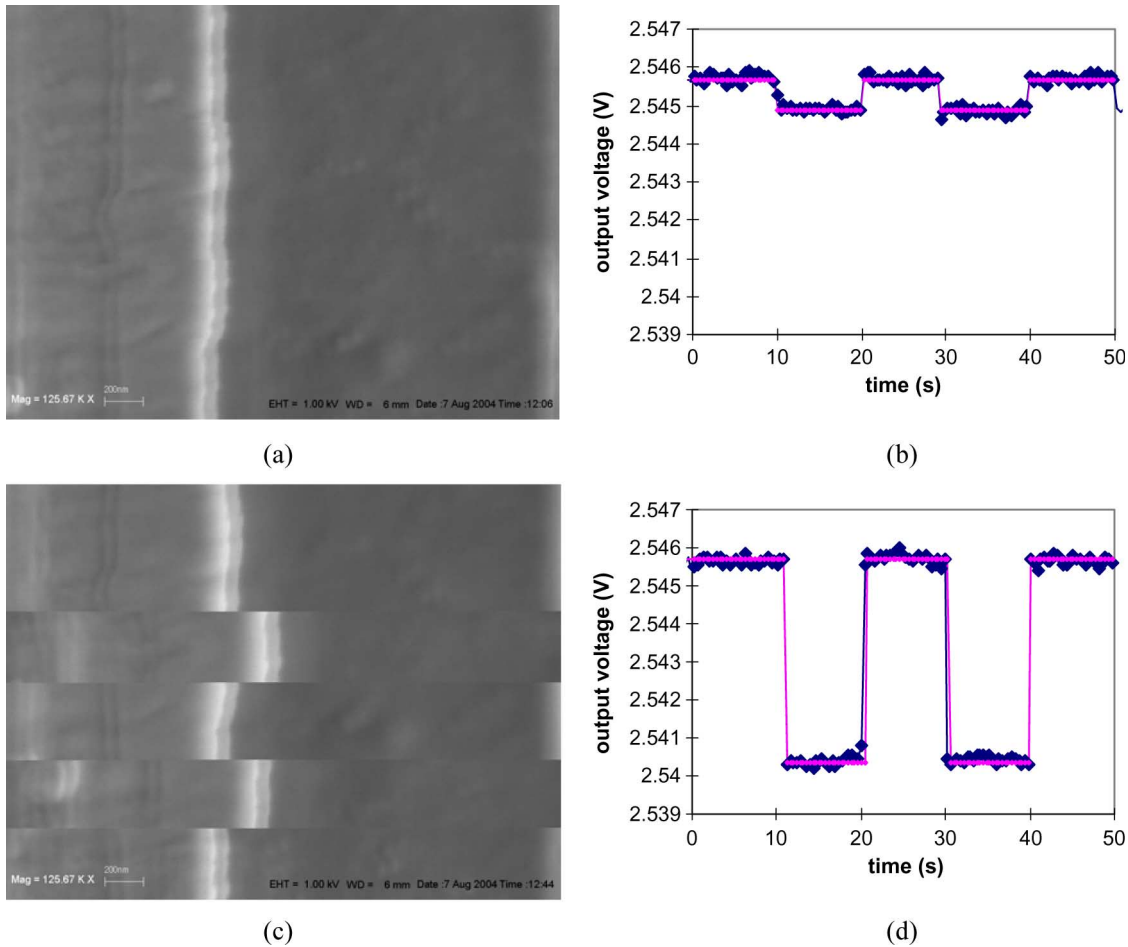 200nm
Mag = 125.67 K X
EHT = 1.00 kV WD = 6 mm Date :7 Aug 2004 Time :12:06
(a)
2.547
2.546
2.545
2.544
2.543
2.542
2.541
2.54
2.539
output voltage (V)
0 10 20 30 40 50
time (s)
(b)
200nm
Mag = 125.67 K X
EHT = 1.00 kV WD = 6 mm Date :7 Aug 2004 Time :12:44
(c)
2.547
2.546
2.545
2.544
2.543
2.542
2.541
2.54
2.539
output voltage (V)
0 10 20 30 40 50
time (s)
(d)